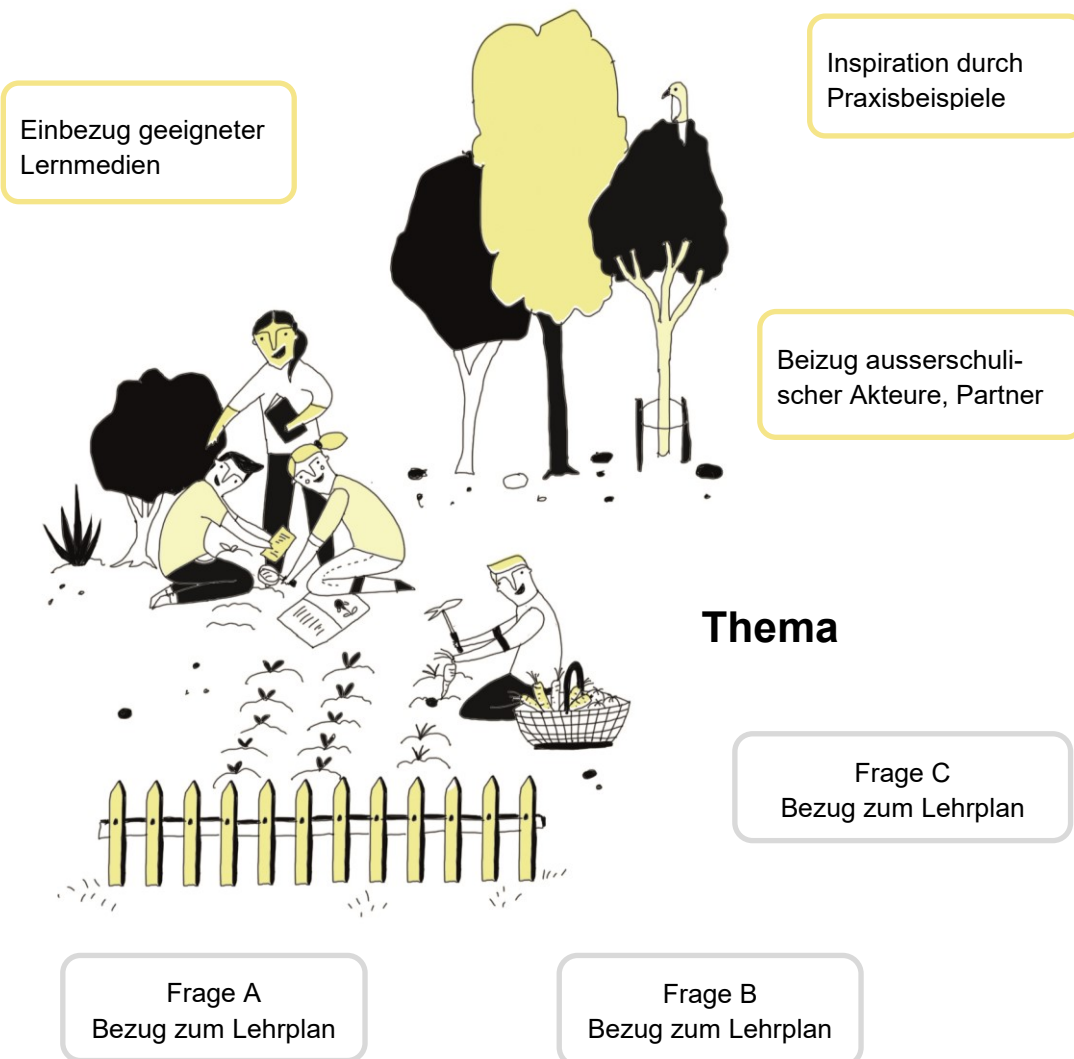 Inspiration durch
Praxisbeispiele
Einbezug geeigneter
Lernmedien
Beizug ausserschuli-
scher Akteure, Partner
Thema
Frage C
Bezug zum Lehrplan
Frage A
Bezug zum Lehrplan
Frage B
Bezug zum Lehrplan